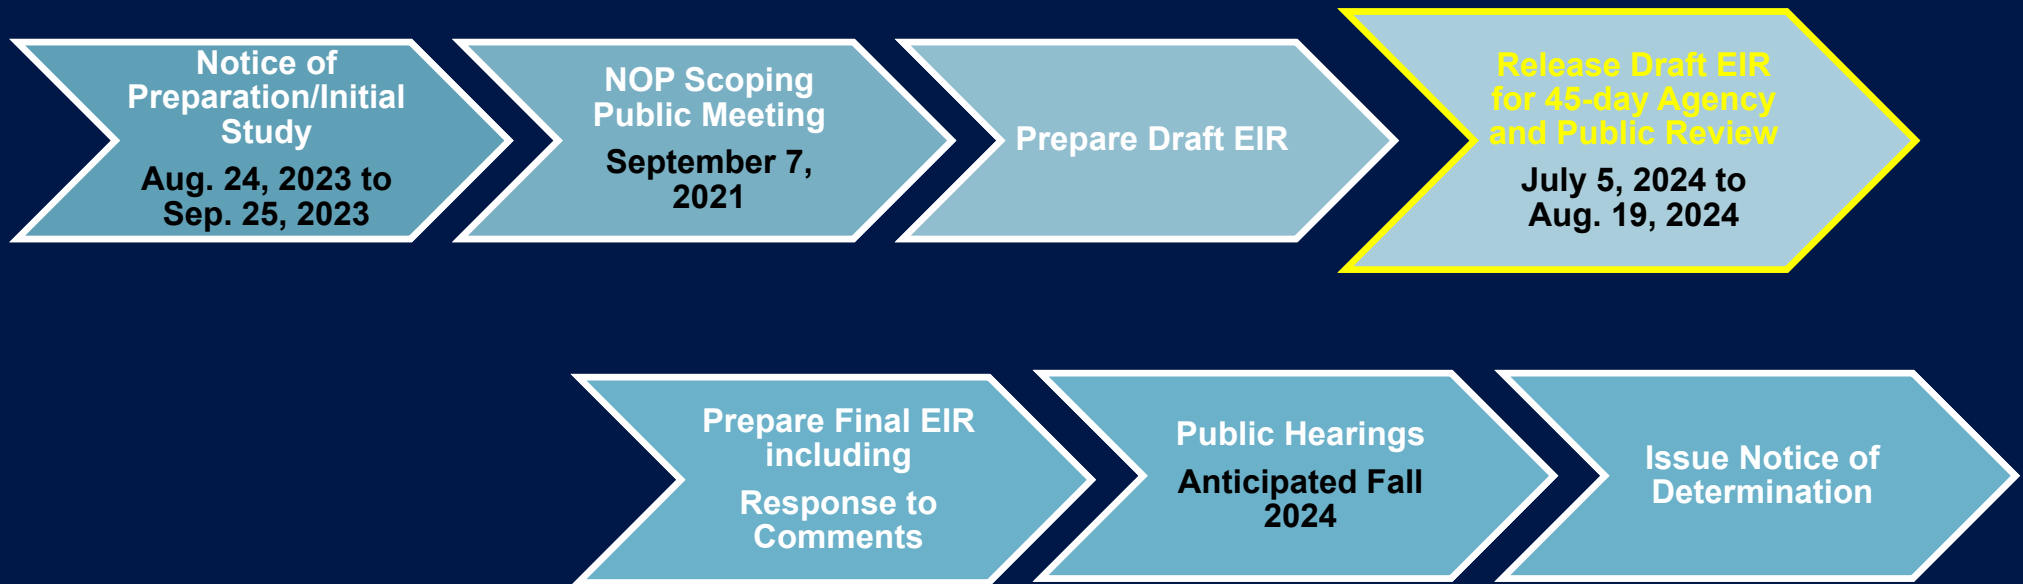 Notice of
Preparation/Initial
Study
Aug. 24, 2023 to
Sep. 25, 2023
NOP Scoping
Public Meeting
September 7,
2021
Prepare Draft EIR
Release Draft EIR
for 45-day Agency
and Public Review
July 5, 2024 to
Aug. 19, 2024
Prepare Final EIR
including
Response to
Comments
Public Hearings
Anticipated Fall
2024
Issue Notice of
Determination